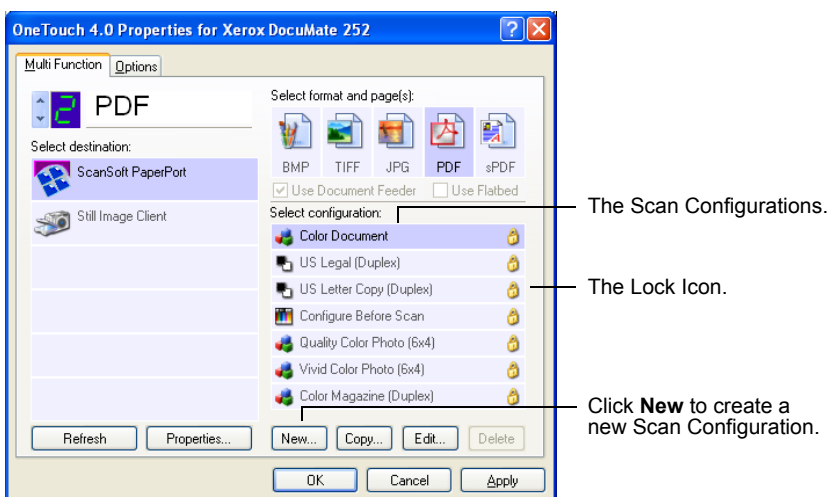 OneTouch 4.0 Properties for Xerox DocuMate 252
Multi Function
Options
2
PDF
Select destination:
ScanSoft PaperPort
Still Image Client
Refresh
Properties...
Select format and page(s):
BMP TIFF JPG PDF sPDF
Use Document Feeder
Use Flatbed
Select configuration:
Color Document
US Legal (Duplex)
US Letter Copy (Duplex)
Configure Before Scan
Quality Color Photo (6x4)
Vivid Color Photo (6x4)
Color Magazine (Duplex)
New... Copy... Edit... Delete
OK Cancel Apply
The Scan Configurations.
The Lock Icon.
Click New to create a
new Scan Configuration.